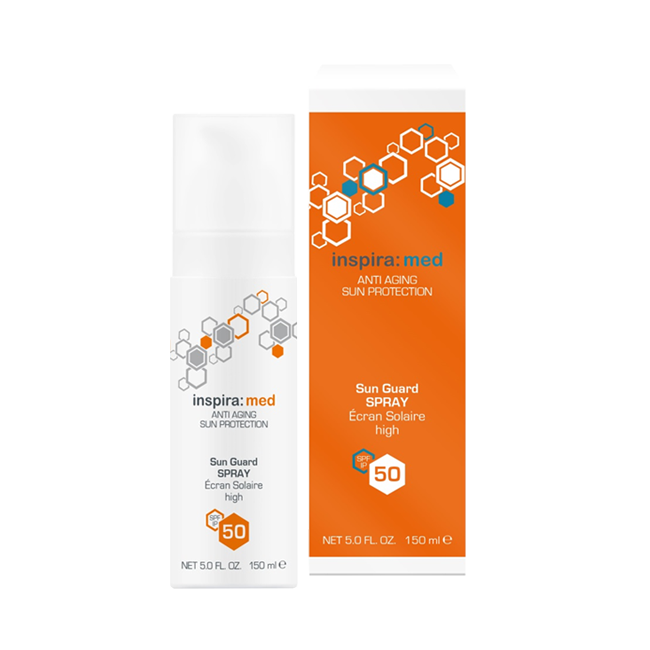 inspira:med
ANTI AGING
SUN PROTECTION
Sun Guard
SPRAY
Écran Solaire
high
SPF
IP
50
NET 5.0 FL. OZ. 150 ml ℮
inspira:med
ANTI AGING
SUN PROTECTION
Sun Guard
SPRAY
Écran Solaire
high
SPF
IP
50
NET 5.0 FL. OZ. 150 ml ℮